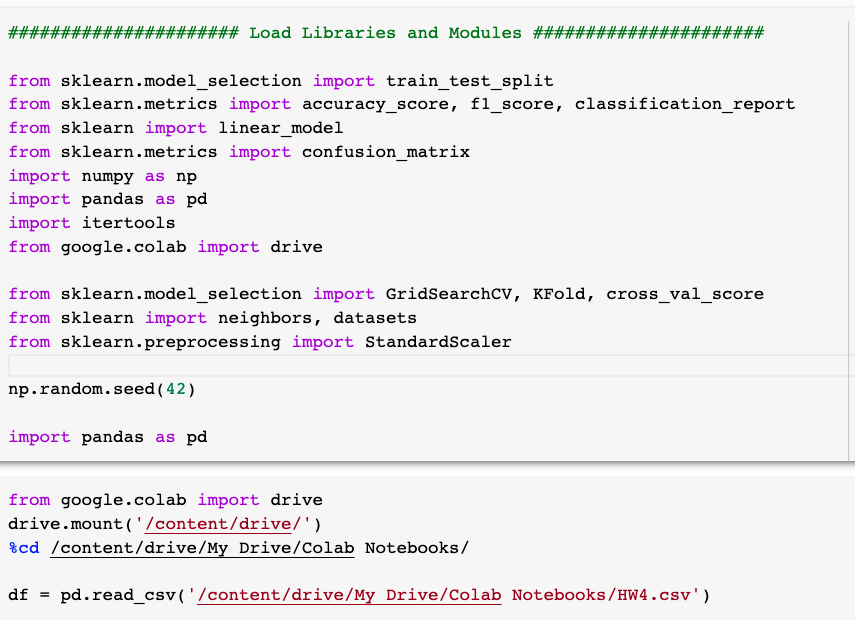 ###################### Load Libraries and Modules ######################
from sklearn.model_selection import train_test_split
from sklearn.metrics import accuracy_score, f1_score, classification_report
from sklearn import linear_model
from sklearn.metrics import confusion_matrix
import numpy as np
import pandas as pd
import itertools
from google.colab import drive
from sklearn.model_selection import GridSearchCV, KFold, cross_val_score
from sklearn import neighbors, datasets
from sklearn.preprocessing import StandardScaler
np.random.seed(42)
import pandas as pd
from google.colab import drive
drive.mount('/content/drive/')
%cd /content/drive/My Drive/Colab Notebooks/
df = pd.read_csv('/content/drive/My Drive/Colab Notebooks/HW4.csv')